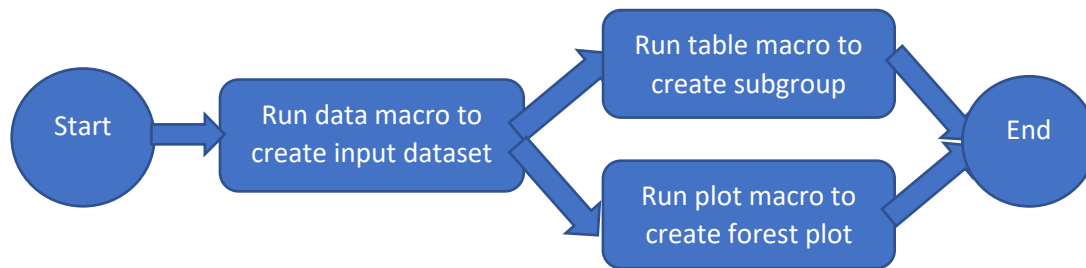 Start
Run data macro to
create input dataset
Run table macro to
create subgroup
Run plot macro to
create forest plot
End